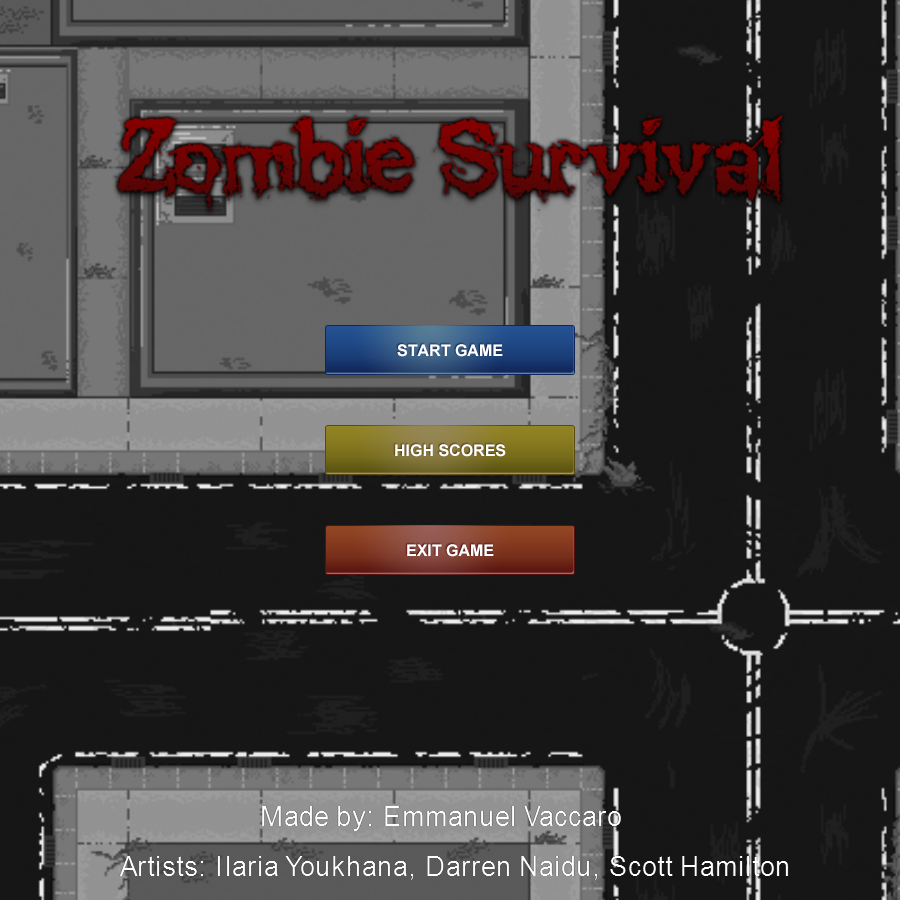 Zombie Survival
START GAME
HIGH SCORES
EXIT GAME
Made by: Emmanuel Vaccaro
Artists: Ilaria Youkhana, Darren Naidu, Scott Hamilton